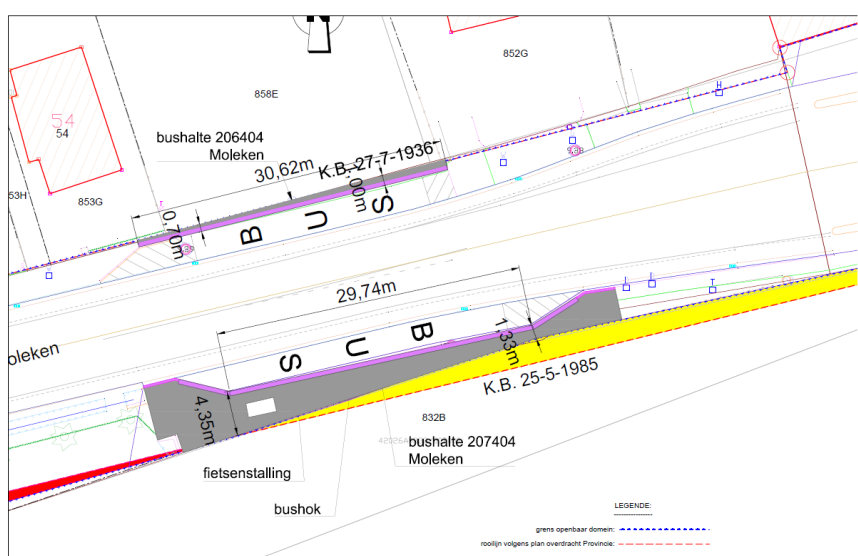 852G
858E
54
54
bushalte 206404
Moleken
K.B. 27-7-1936
30,62m
53H
853G
0,70m
BUS
29,74m
BUS
1,33m
oleken
K.B. 25-5-1985
4,35m
832B
bushalte 207404
Moleken
fietsenstalling
bushok
LEGENDE:
grens openbaar domein:
rooilijn volgens plan overdracht Provincie: